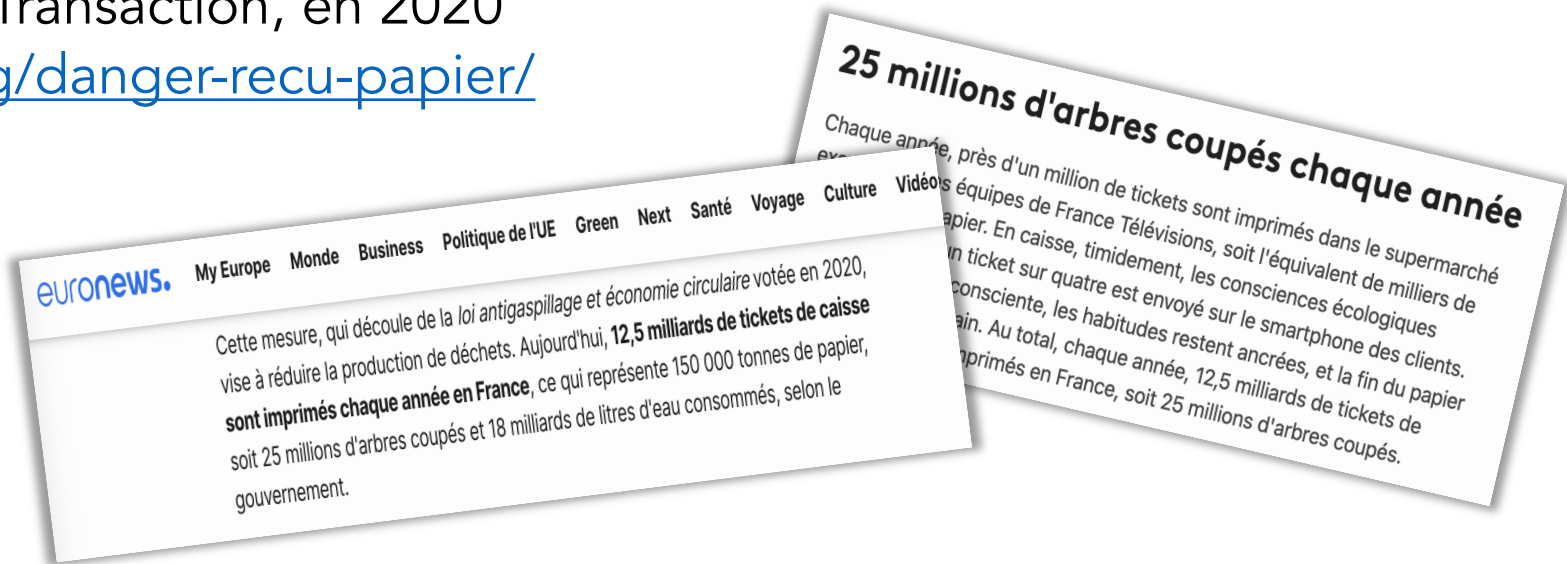 Transaction, en 2020
g/danger-recu-papier/
25 millions d'arbres coupés chaque année
Chaque année, près d'un million de tickets sont imprimés dans le supermarché
s équipes de France Télévisions, soit l'équivalent de milliers de
apier. En caisse, timidement, les consciences écologiques
n ticket sur quatre est envoyé sur le smartphone des clients.
consciente, les habitudes restent ancrées, et la fin du papier
ain. Au total, chaque année, 12,5 milliards de tickets de
mprimés en France, soit 25 millions d'arbres coupés.
euronews. My Europe Monde Business Politique de l'UE Green Next Santé Voyage Culture Vidéo
Cette mesure, qui découle de la loi antigaspillage et économie circulaire votée en 2020,
vise à réduire la production de déchets. Aujourd'hui, 12,5 milliards de tickets de caisse
sont imprimés chaque année en France, ce qui représente 150 000 tonnes de papier,
soit 25 millions d'arbres coupés et 18 milliards de litres d'eau consommés, selon le
gouvernement.